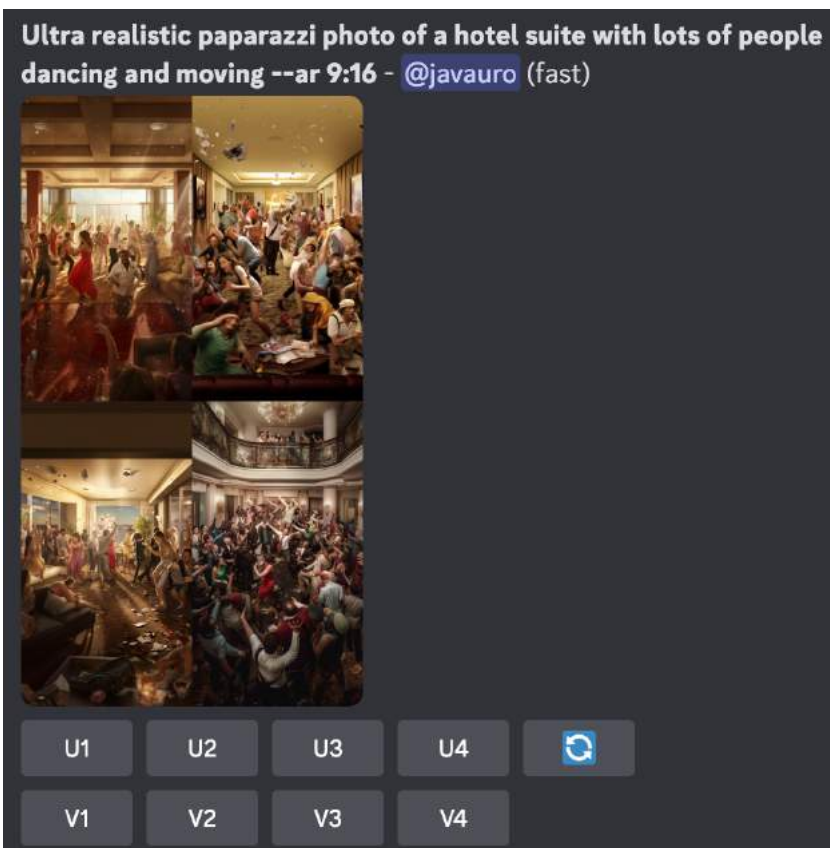 Ultra realistic paparazzi photo of a hotel suite with lots of people
dancing and moving --ar 9:16 - @javauro (fast)
U1 U2 U3 U4
V1 V2 V3 V4